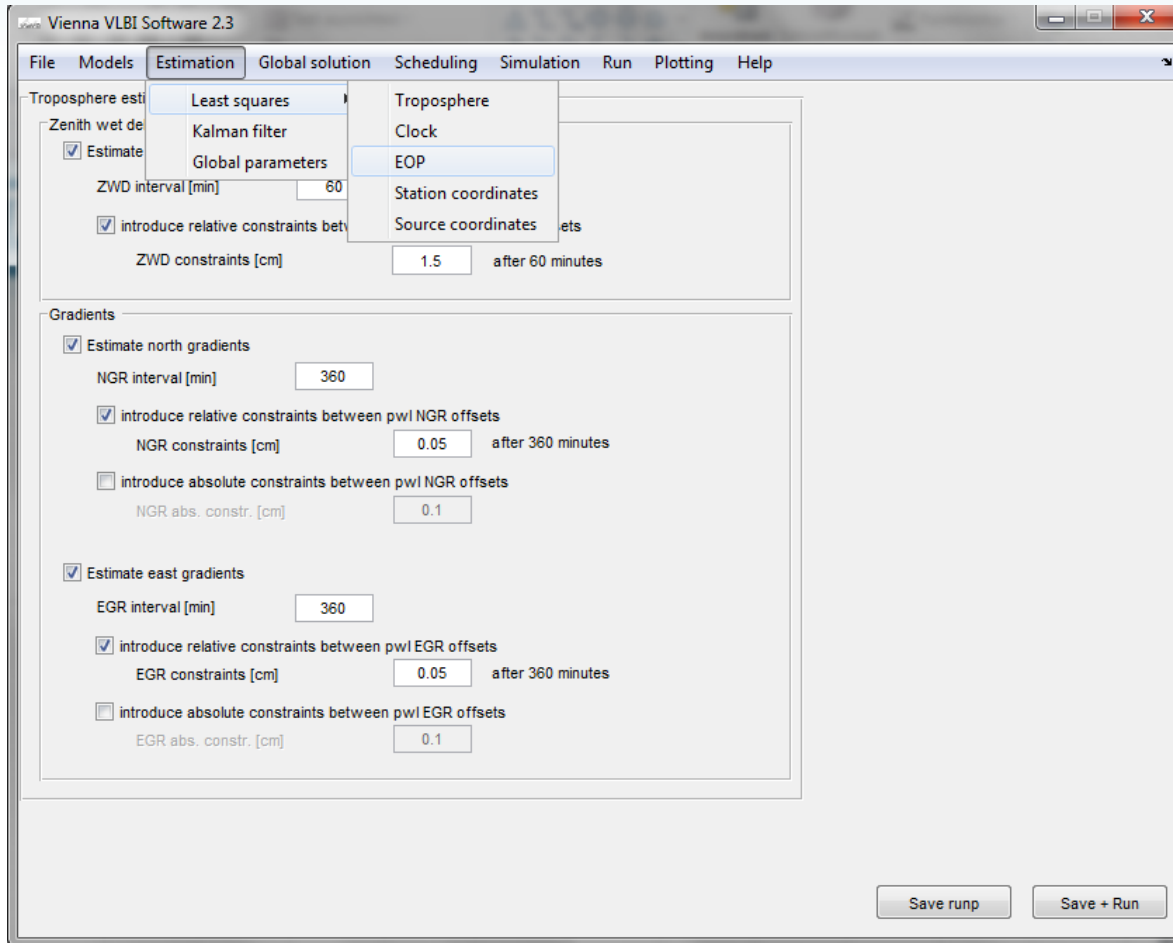 Vienna VLBI Software 2.3
File Models Estimation Global solution Scheduling Simulation Run Plotting Help
Troposphere esti
Least squares
Troposphere
Zenith wet de
Kalman filter
Clock
Estimate
Global parameters
EOP
ZWD interval [min] 60
Station coordinates
introduce relative constraints betw
Source coordinates
ets
ZWD constraints [cm] 1.5 after 60 minutes
Gradients
Estimate north gradients
NGR interval [min] 360
introduce relative constraints between pwl NGR offsets
NGR constraints [cm] 0.05 after 360 minutes
introduce absolute constraints between pwl NGR offsets
NGR abs. constr. [cm] 0.1
Estimate east gradients
EGR interval [min] 360
introduce relative constraints between pwl EGR offsets
EGR constraints [cm] 0.05 after 360 minutes
introduce absolute constraints between pwl EGR offsets
EGR abs. constr. [cm] 0.1
Save runp Save + Run